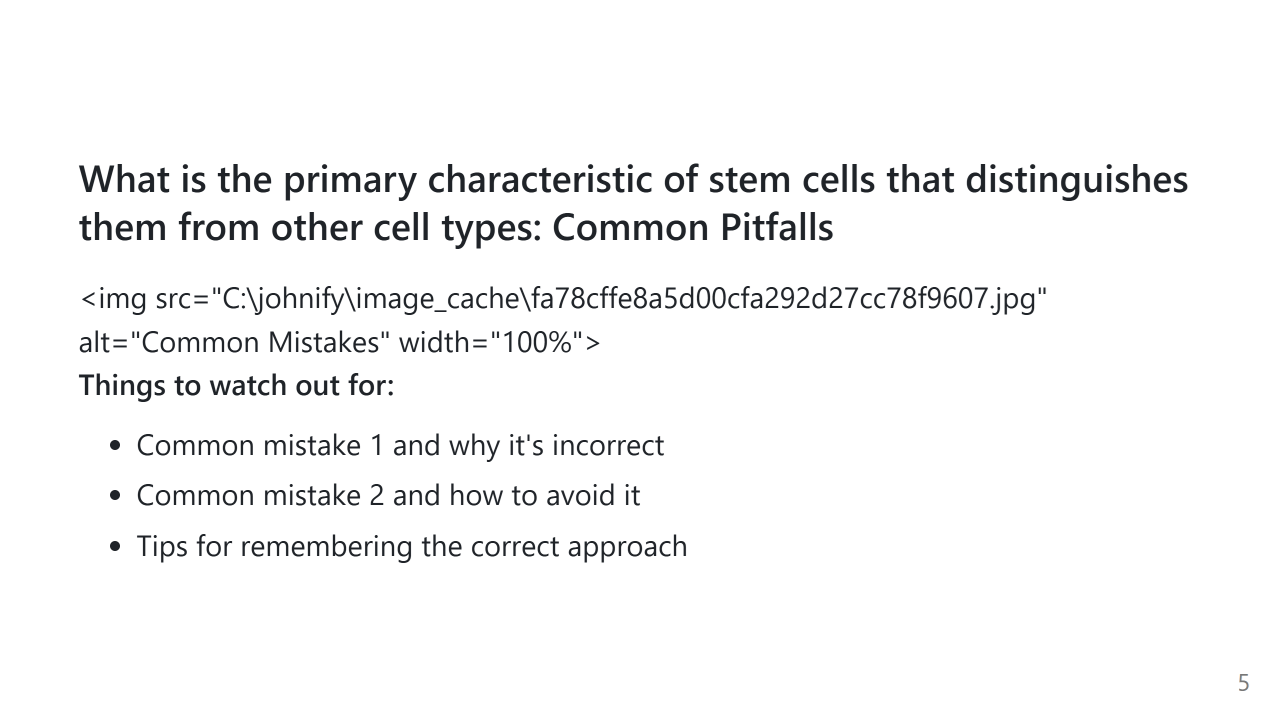 What is the primary characteristic of stem cells that distinguishes
them from other cell types: Common Pitfalls
<img src="C:\johnify\image_cache\fa78cffe8a5d00cfa292d27cc78f9607.jpg"
alt="Common Mistakes" width="100%">
Things to watch out for:
• Common mistake 1 and why it's incorrect
• Common mistake 2 and how to avoid it
• Tips for remembering the correct approach
5